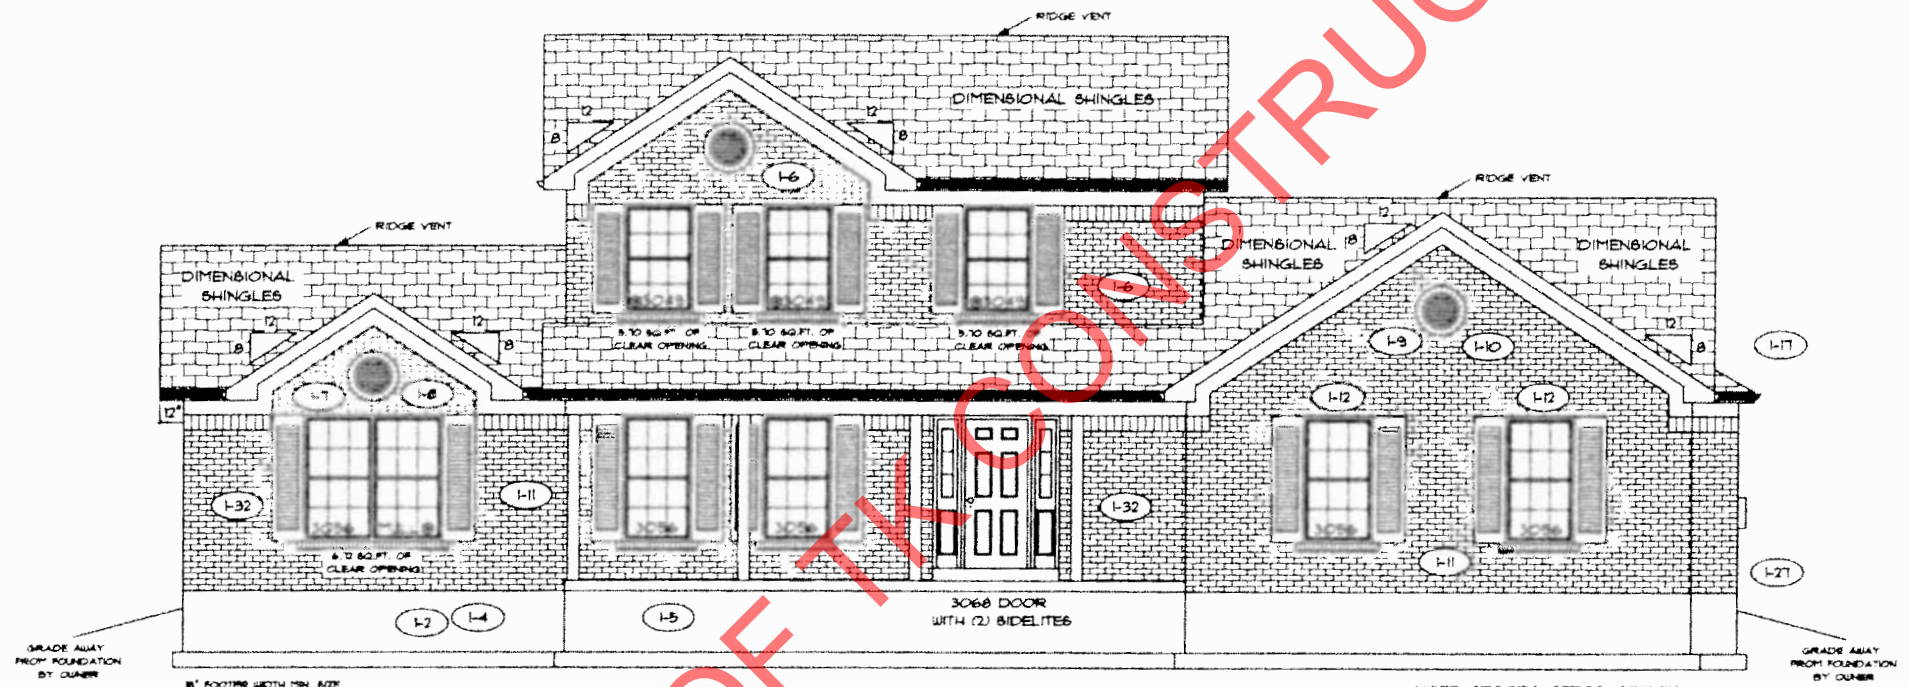 RIDGE VENT
12
12
8
8
DIMENSIONAL SHINGLES
1-6
RIDGE VENT
RIDGE VENT
12
8
DIMENSIONAL
SHINGLES
DIMENSIONAL
SHINGLES
DIMENSIONAL
SHINGLES
1-6
5.70 SQ.FT. OF
CLEAR OPENING
5.70 SQ.FT. OF
CLEAR OPENING
5.70 SQ.FT. OF
CLEAR OPENING
12
12
8
8
12
8
1-9
1-10
1-17
1-7
1-8
1-12
1-12
12"
1-32
1-11
1-32
3056
3056
3056
3056
3056
CLEAR OPENING
1-11
1-27
3068 DOOR
WITH (2) SIDELITES
1-2
1-4
1-5
GRADE AWAY
FROM FOUNDATION
BY OWNER
GRADE AWAY
FROM FOUNDATION
BY OWNER
OF TK CONSTRUC